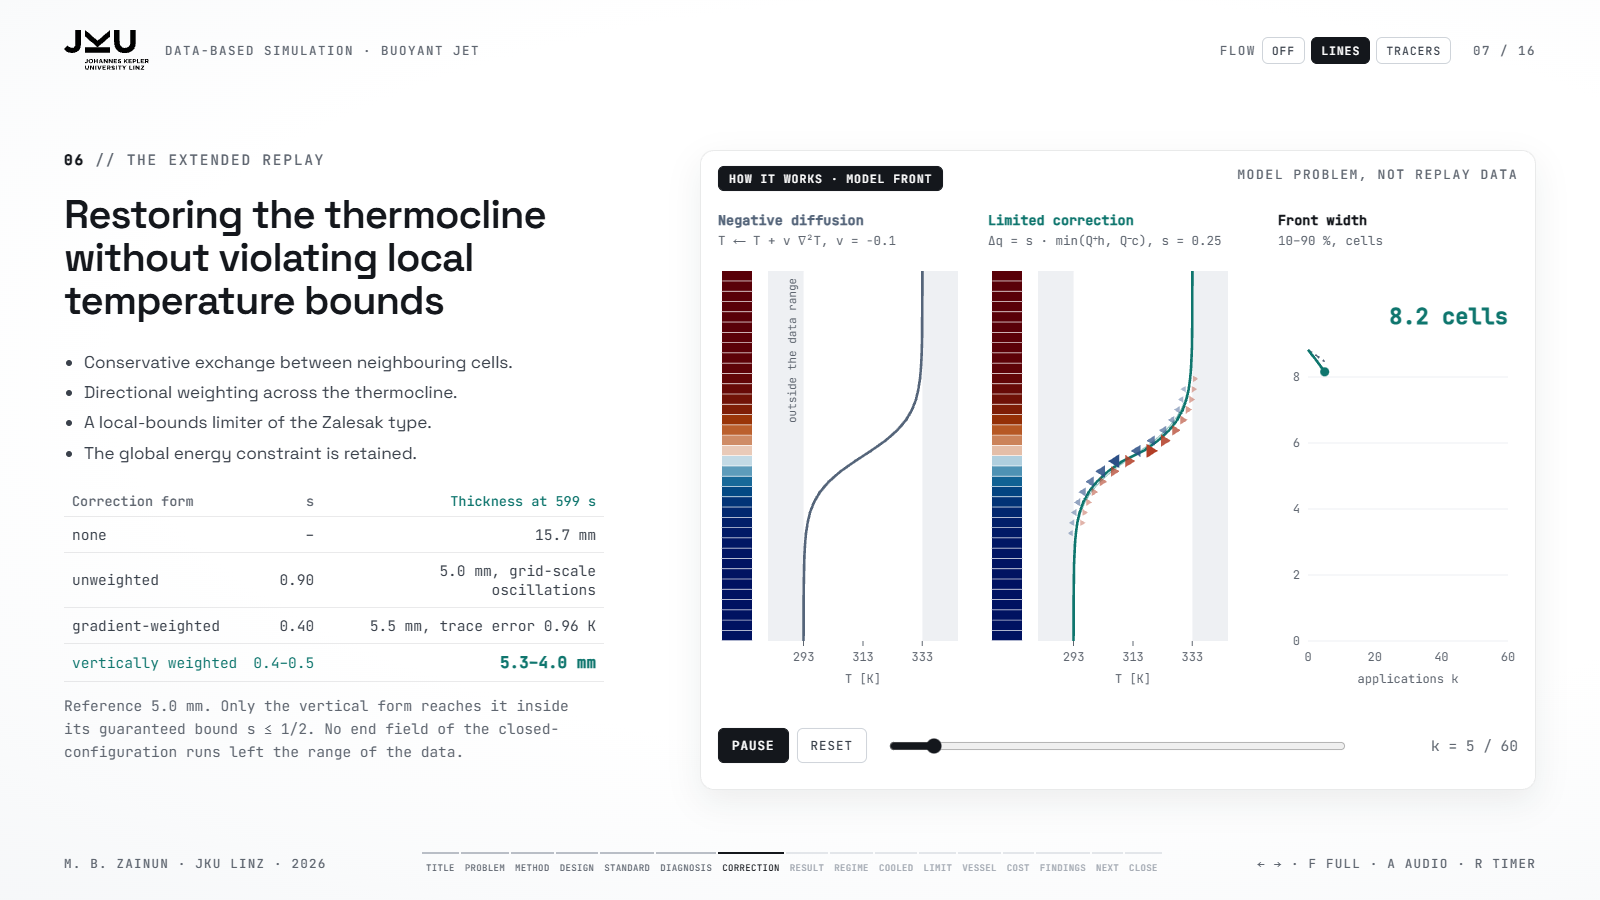 JKU
JOHANNES KEPLER
UNIVERSITY LINZ
DATA-BASED SIMULATION · BUOYANT JET
FLOW OFF LINES TRACERS 07 / 16
06 // THE EXTENDED REPLAY
Restoring the thermocline
without violating local
temperature bounds
• Conservative exchange between neighbouring cells.
• Directional weighting across the thermocline.
• A local-bounds limiter of the Zalesak type.
• The global energy constraint is retained.
Correction form s Thickness at 599 s
none – 15.7 mm
unweighted 0.90 5.0 mm, grid-scale
oscillations
gradient-weighted 0.40 5.5 mm, trace error 0.96 K
vertically weighted 0.4–0.5 5.3–4.0 mm
Reference 5.0 mm. Only the vertical form reaches it inside
its guaranteed bound s ≤ 1/2. No end field of the closed-
configuration runs left the range of the data.
HOW IT WORKS · MODEL FRONT
MODEL PROBLEM, NOT REPLAY DATA
Negative diffusion
T ← T + ν ∇²T, ν = -0.1
Limited correction
Δq = s · min(Q⁺h, Q⁻c), s = 0.25
Front width
10–90 %, cells
outside the data range
293 313 333
T [K]
293 313 333
T [K]
8.2 cells
8
6
4
2
0
0 20 40 60
applications k
PAUSE RESET k = 5 / 60
M. B. ZAINUN · JKU LINZ · 2026
TITLE PROBLEM METHOD DESIGN STANDARD DIAGNOSIS CORRECTION RESULT REGIME COOLED LIMIT VESSEL COST FINDINGS NEXT CLOSE
← → · F FULL · A AUDIO · R TIMER